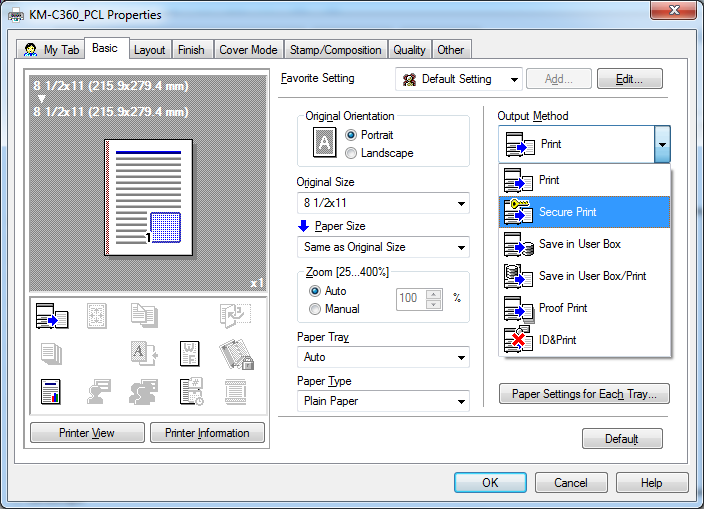 KM-C360_PCL Properties
My Tab
Basic
Layout
Finish
Cover Mode
Stamp/Composition
Quality
Other
8 1/2x11 (215.9x279.4 mm)
8 1/2x11 (215.9x279.4 mm)
1
x1
Printer View
Printer Information
Favorite Setting
Default Setting
Add...
Edit...
Original Orientation
A
Portrait
Landscape
Original Size
8 1/2x11
Paper Size
Same as Original Size
Zoom [25...400%]
Auto
Manual
100
%
Paper Tray
Auto
Paper Type
Plain Paper
Output Method
Print
Print
Secure Print
Save in User Box
Save in User Box/Print
Proof Print
ID&Print
Paper Settings for Each Tray...
Default
OK
Cancel
Help